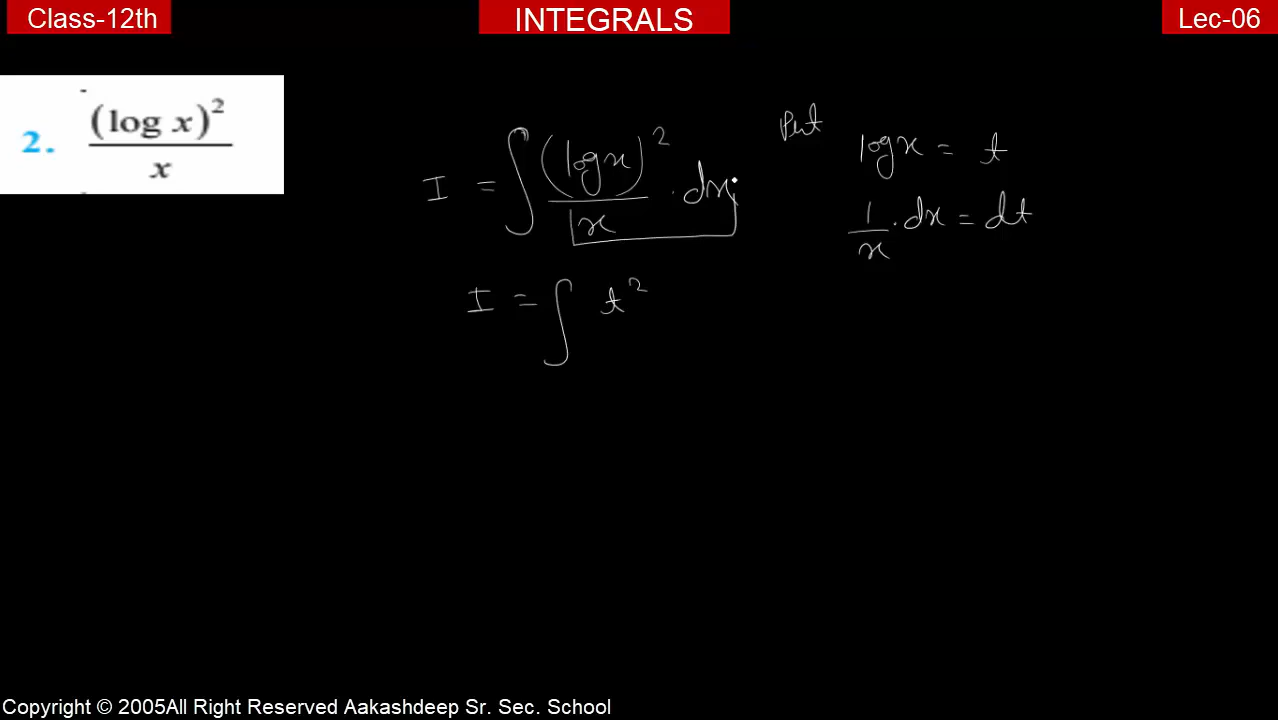 Class-12th
INTEGRALS
Lec-06
2. (log x)² / x
I = ∫ (log x)² / x . dx
Put log x = t
1/x . dx = dt
I = ∫ t²
Copyright © 2005All Right Reserved Aakashdeep Sr. Sec. School